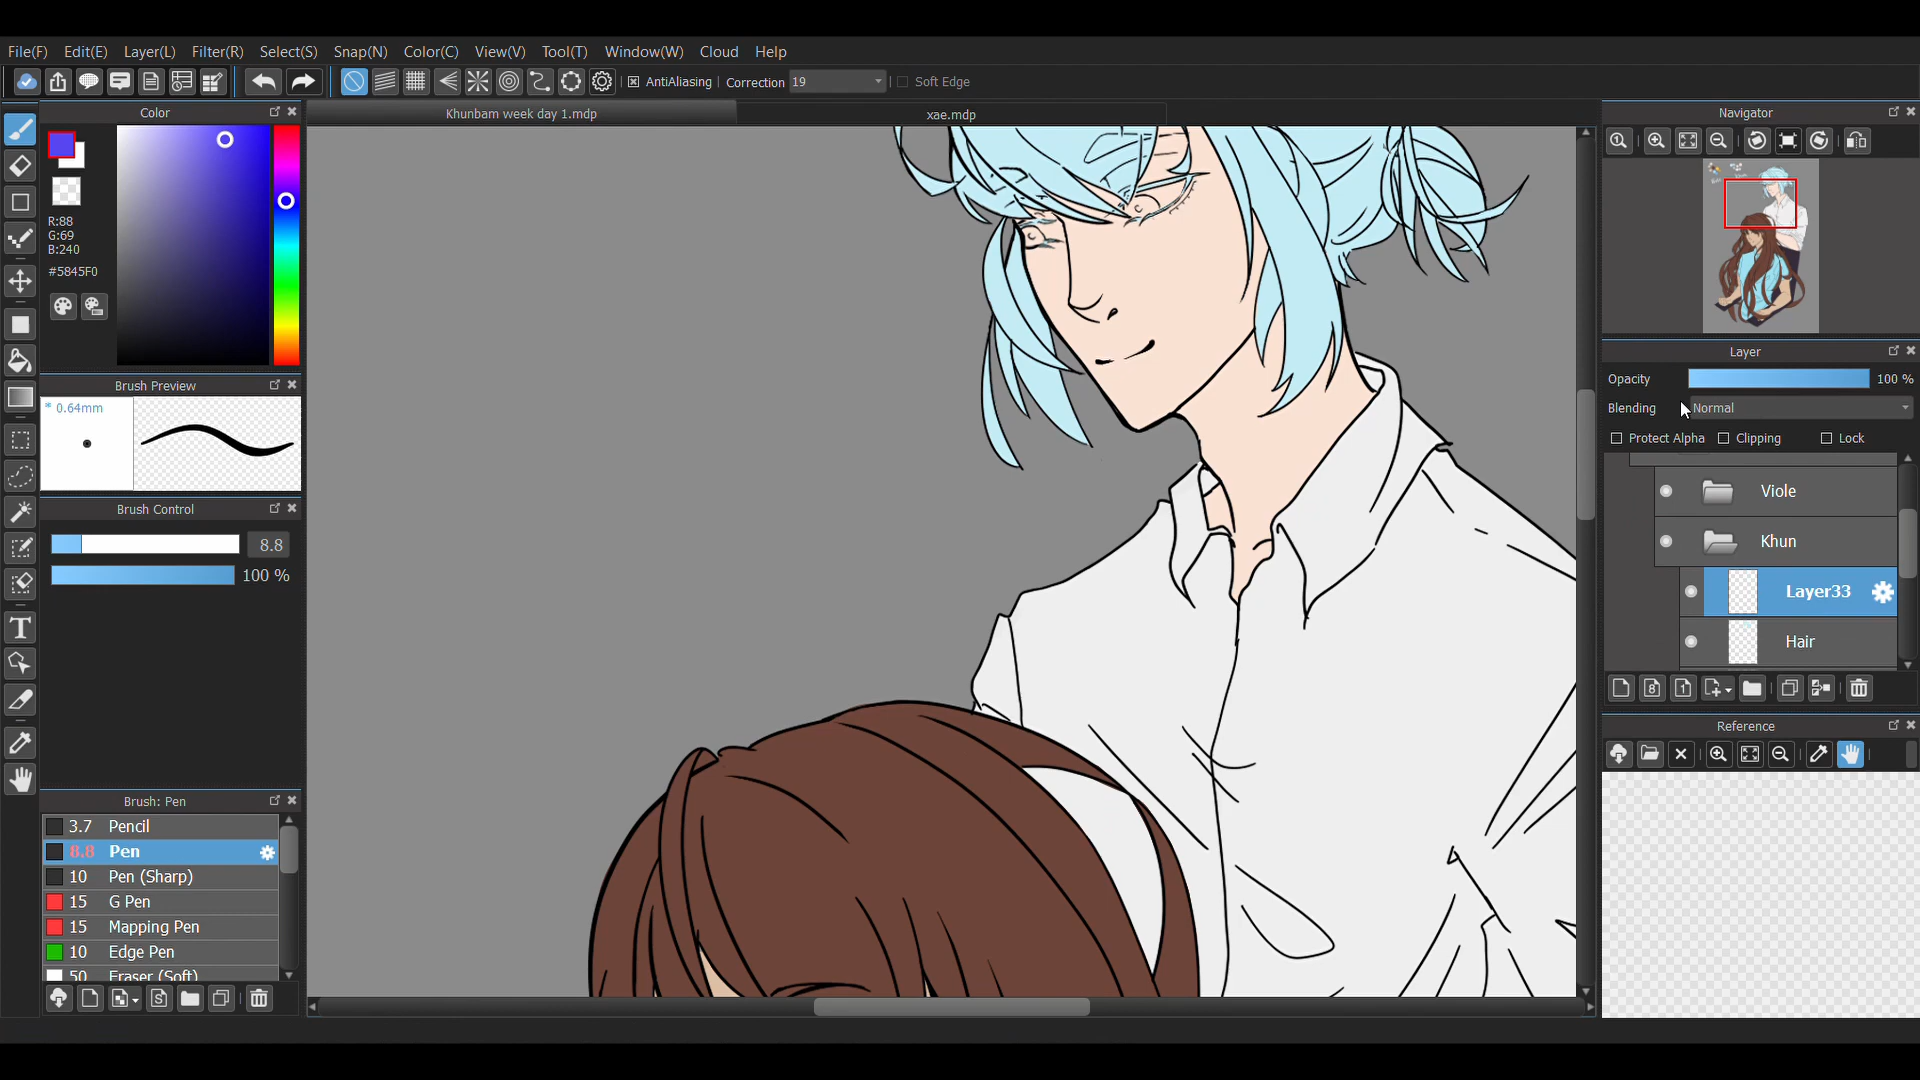 File(F) Edit(E) Layer(L) Filter(R) Select(S) Snap(N) Color(C) View(V) Tool(T) Window(W) Cloud Help
AntiAliasing Correction 19 Soft Edge
Color
Khunbam week day 1.mdp
xae.mdp
Navigator
R:88
G:69
B:240
#5845F0
Layer
Opacity 100 %
Blending Normal
Protect Alpha Clipping Lock
Viole
Khun
Layer33
Hair
Brush Preview
* 0.64mm
Brush Control
8.8
100 %
Reference
Brush: Pen
3.7 Pencil
8.8 Pen
10 Pen (Sharp)
15 G Pen
15 Mapping Pen
10 Edge Pen
50 Eraser (Soft)